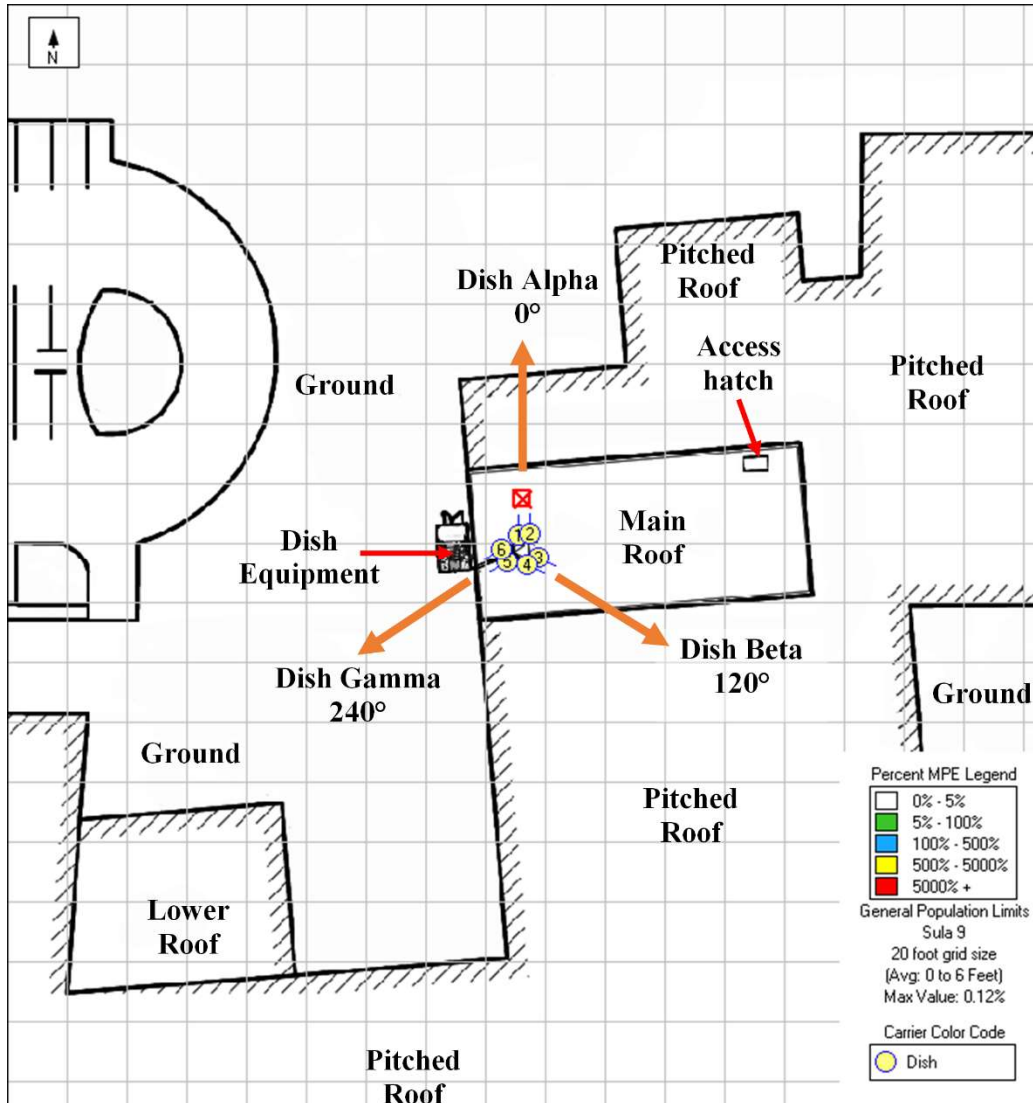 N
Dish Alpha
0°
Pitched
Roof
Access
hatch
Pitched
Roof
Ground
Main
Roof
Dish
Equipment
1
2
6
3
5
4
Dish Gamma
240°
Dish Beta
120°
Ground
Ground
Pitched
Roof
Lower
Roof
Pitched
Roof
Percent MPE Legend
0% - 5%
5% - 100%
100% - 500%
500% - 5000%
5000% +
General Population Limits
Sula 9
20 foot grid size
(Avg: 0 to 6 Feet)
Max Value: 0.12%
Carrier Color Code
Dish